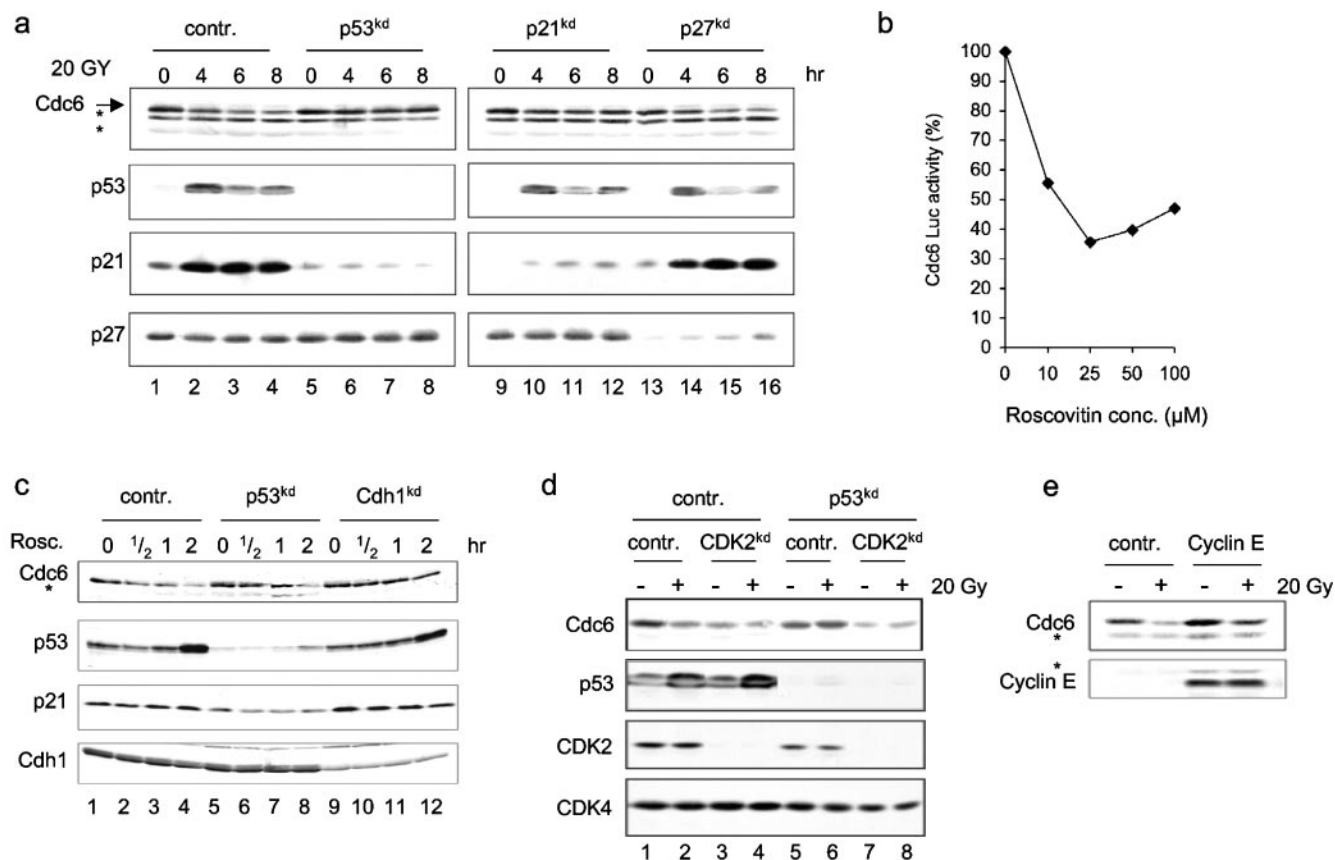 a
contr. p53kd p21kd p27kd
20 GY 0 4 6 8 0 4 6 8 0 4 6 8 0 4 6 8 hr
Cdc6
*
*
p53
p21
p27
1 2 3 4 5 6 7 8 9 10 11 12 13 14 15 16
b
Cdc6 Luc activity (%)
100
90
80
70
60
50
40
30
20
10
0
0 10 25 50 100
Roscovitin conc. (µM)
c
contr. p53kd Cdh1kd
Rosc. 0 1/2 1 2 0 1/2 1 2 0 1/2 1 2 hr
Cdc6
*
p53
p21
Cdh1
1 2 3 4 5 6 7 8 9 10 11 12
d
contr. p53kd
contr. CDK2kd contr. CDK2kd
- + - + - + - + 20 Gy
Cdc6
p53
CDK2
CDK4
1 2 3 4 5 6 7 8
e
contr. Cyclin E
- + - + 20 Gy
Cdc6
*
*
Cyclin E